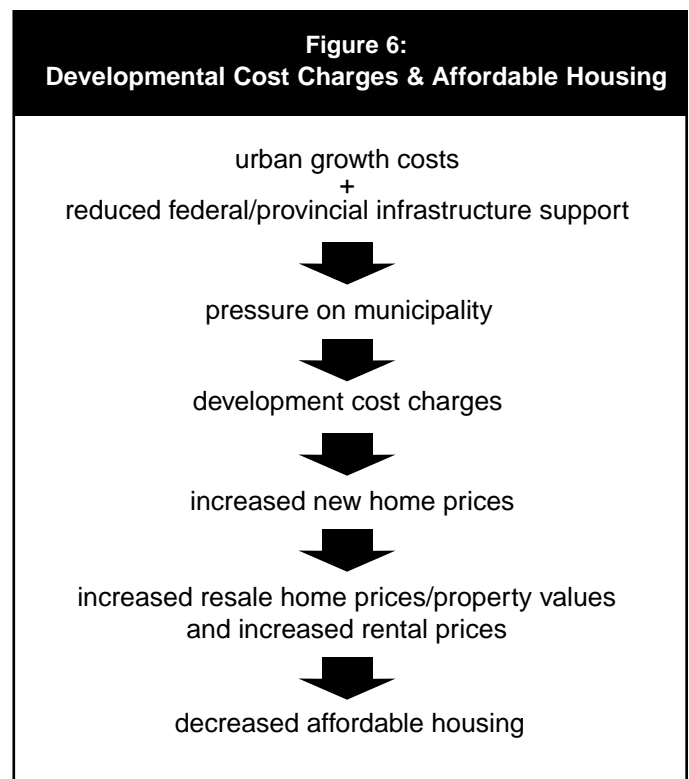 Figure 6:
Developmental Cost Charges & Affordable Housing
urban growth costs
+
reduced federal/provincial infrastructure support
pressure on municipality
development cost charges
increased new home prices
increased resale home prices/property values
and increased rental prices
decreased affordable housing